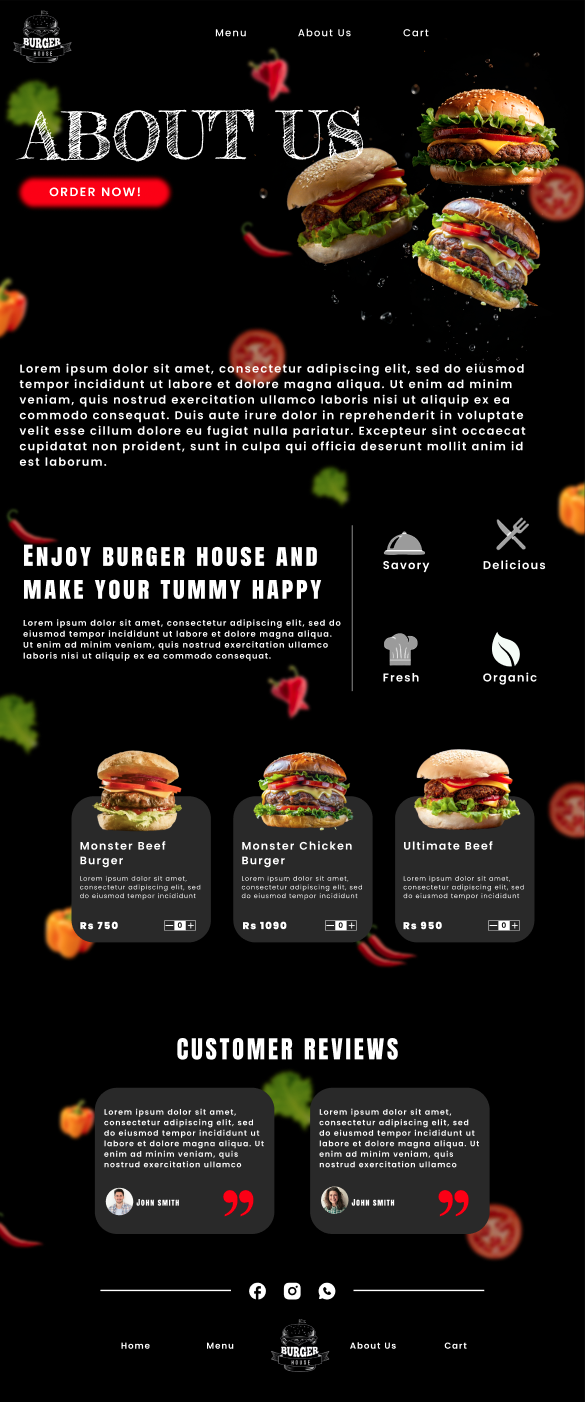 BURGER
HOUSE
Menu About Us Cart
ABOUT US
ORDER NOW!
Lorem ipsum dolor sit amet, consectetur adipiscing elit, sed do eiusmod
tempor incididunt ut labore et dolore magna aliqua. Ut enim ad minim
veniam, quis nostrud exercitation ullamco laboris nisi ut aliquip ex ea
commodo consequat. Duis aute irure dolor in reprehenderit in voluptate
velit esse cillum dolore eu fugiat nulla pariatur. Excepteur sint occaecat
cupidatat non proident, sunt in culpa qui officia deserunt mollit anim id
est laborum.
Enjoy burger house and
make your tummy happy
Lorem ipsum dolor sit amet, consectetur adipiscing elit, sed do
eiusmod tempor incididunt ut labore et dolore magna aliqua.
Ut enim ad minim veniam, quis nostrud exercitation ullamco
laboris nisi ut aliquip ex ea commodo consequat.
Savory
Delicious
Fresh
Organic
Monster Beef
Burger
Lorem ipsum dolor sit amet,
consectetur adipiscing elit, sed
do eiusmod tempor incididunt
Rs 750
0
Monster Chicken
Burger
Lorem ipsum dolor sit amet,
consectetur adipiscing elit, sed
do eiusmod tempor incididunt
Rs 1090
0
Ultimate Beef
Lorem ipsum dolor sit amet,
consectetur adipiscing elit, sed
do eiusmod tempor incididunt
Rs 950
0
CUSTOMER REVIEWS
Lorem ipsum dolor sit amet,
consectetur adipiscing elit, sed
do eiusmod tempor incididunt ut
labore et dolore magna aliqua. Ut
enim ad minim veniam, quis
nostrud exercitation ullamco
John smith
Lorem ipsum dolor sit amet,
consectetur adipiscing elit, sed
do eiusmod tempor incididunt ut
labore et dolore magna aliqua. Ut
enim ad minim veniam, quis
nostrud exercitation ullamco
John smith
Home Menu
BURGER
HOUSE
About Us Cart